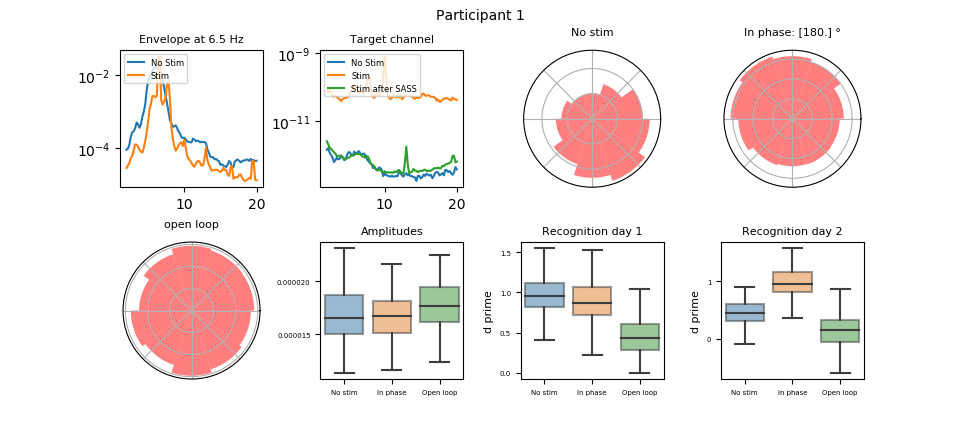 Participant 1
Envelope at 6.5 Hz
No Stim
Stim
10⁻²
10⁻⁴
10
20
Target channel
No Stim
Stim
Stim after SASS
10⁻⁹
10⁻¹¹
10
20
No stim
In phase: [180.] °
open loop
Amplitudes
0.000020
0.000015
No stim
In phase
Open loop
Recognition day 1
d prime
1.5
1.0
0.5
0.0
No stim
In phase
Open loop
Recognition day 2
d prime
1
0
No stim
In phase
Open loop